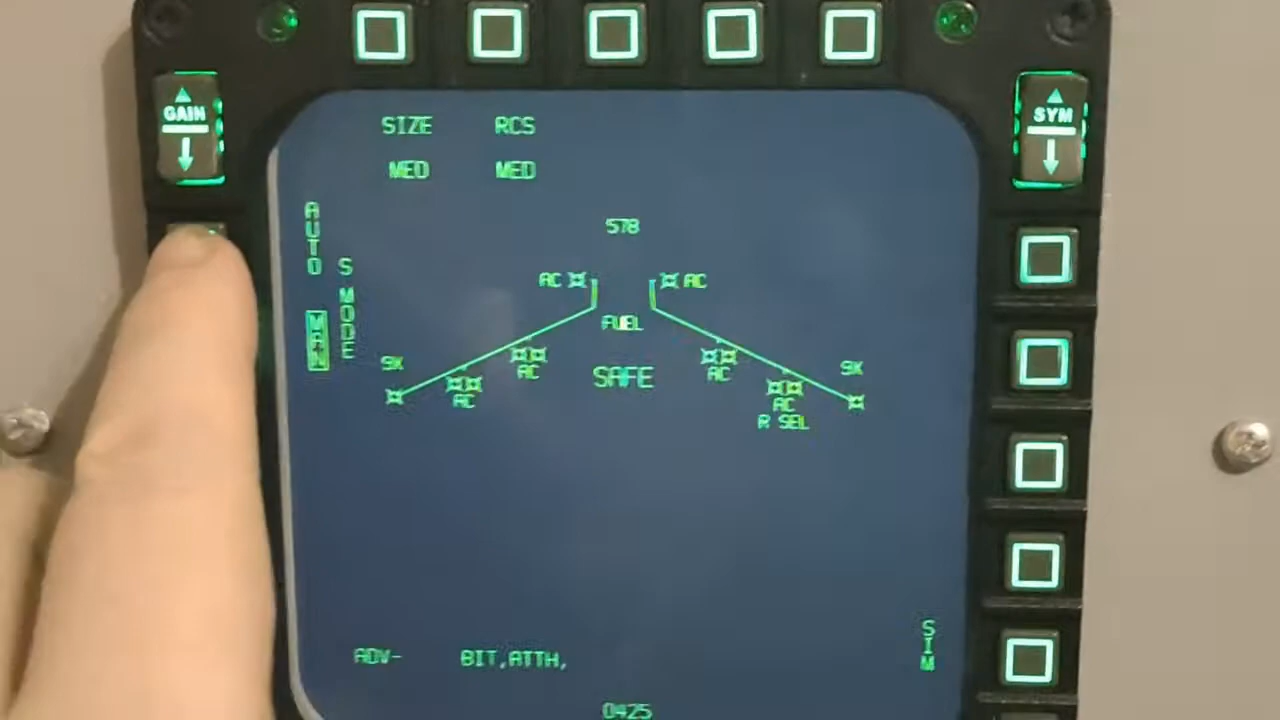 GAIN
SYM
SIZE RCS
MED MED
AUTO
MAN
S MODE
578
AC AC
FUEL
SAFE
9X 9X
AC AC
AC AC
R SEL
SIM
ADV- BIT,ATTH,
0425